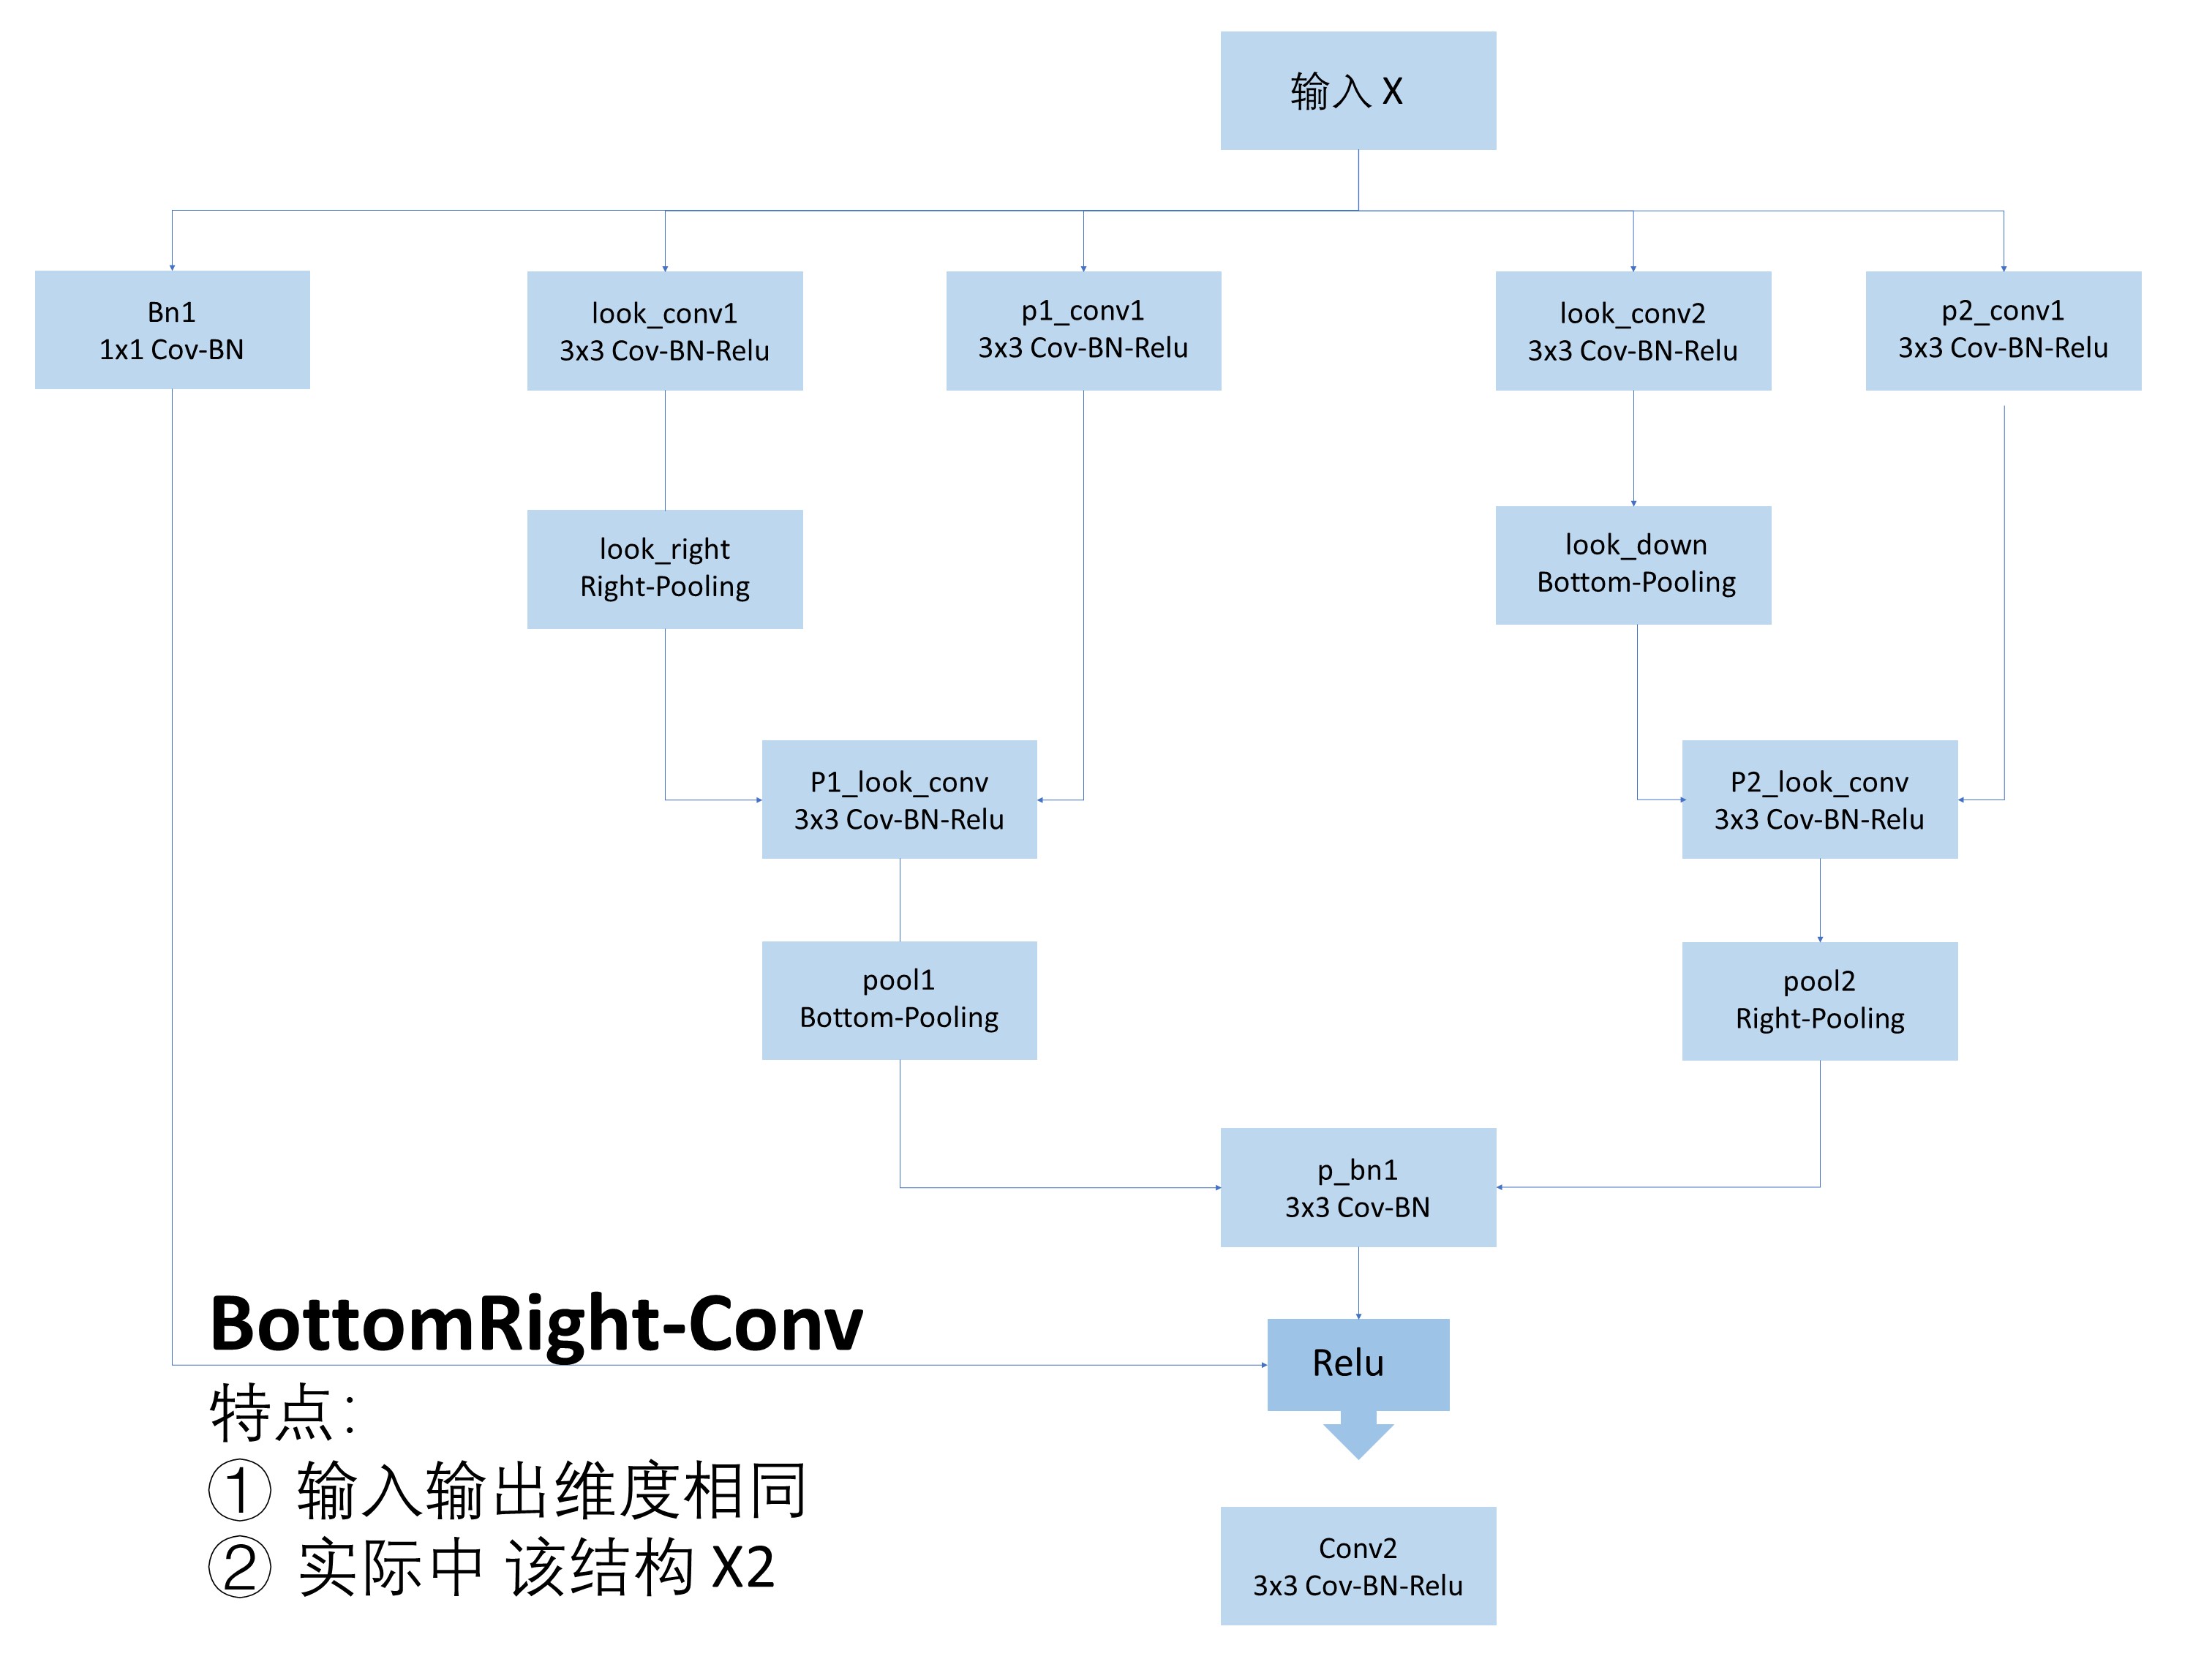 输入 X
Bn1
1x1 Cov-BN
look_conv1
3x3 Cov-BN-Relu
p1_conv1
3x3 Cov-BN-Relu
look_conv2
3x3 Cov-BN-Relu
p2_conv1
3x3 Cov-BN-Relu
look_right
Right-Pooling
look_down
Bottom-Pooling
P1_look_conv
3x3 Cov-BN-Relu
P2_look_conv
3x3 Cov-BN-Relu
pool1
Bottom-Pooling
pool2
Right-Pooling
p_bn1
3x3 Cov-BN
BottomRight-Conv
Relu
特点：
① 输入输出维度相同
② 实际中 该结构 X2
Conv2
3x3 Cov-BN-Relu